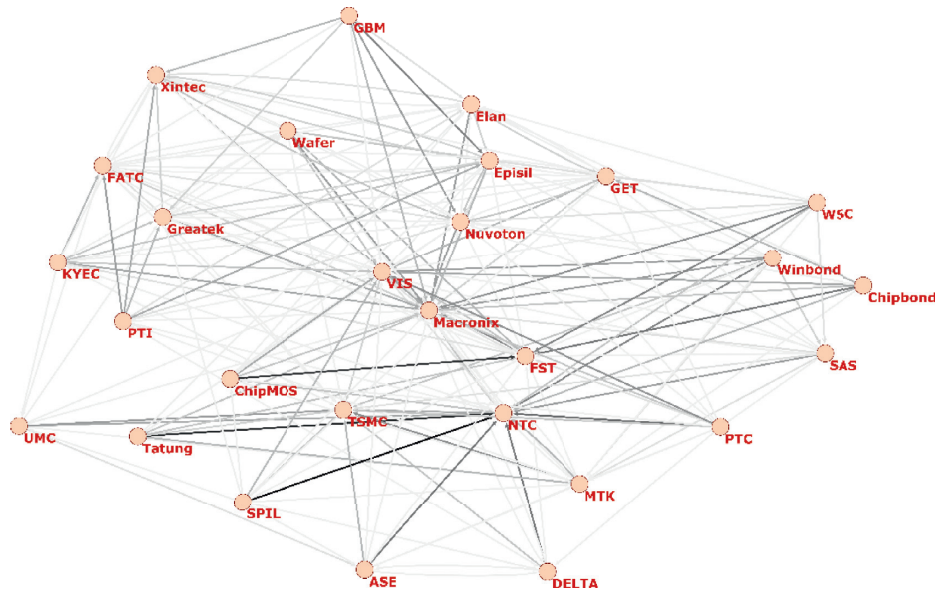 GBM
Xintec
Elan
Wafer
Episil
FATC
GET
WSC
Greatek
Nuvoton
KYEC
Winbond
VIS
Chipbond
Macronix
PTI
FST
SAS
ChipMOS
TSMC
NTC
UMC
Tatung
PTC
MTK
SPIL
ASE
DELTA